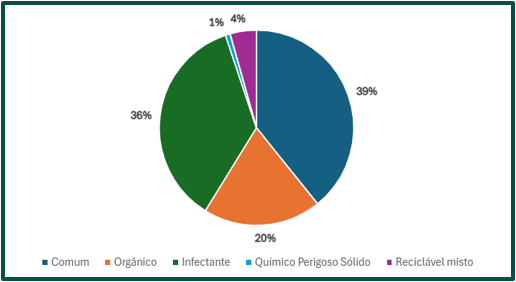 1% 4%
39%
36%
20%
Comum Orgânico Infectante Químico Perigoso Sólido Reciclável misto